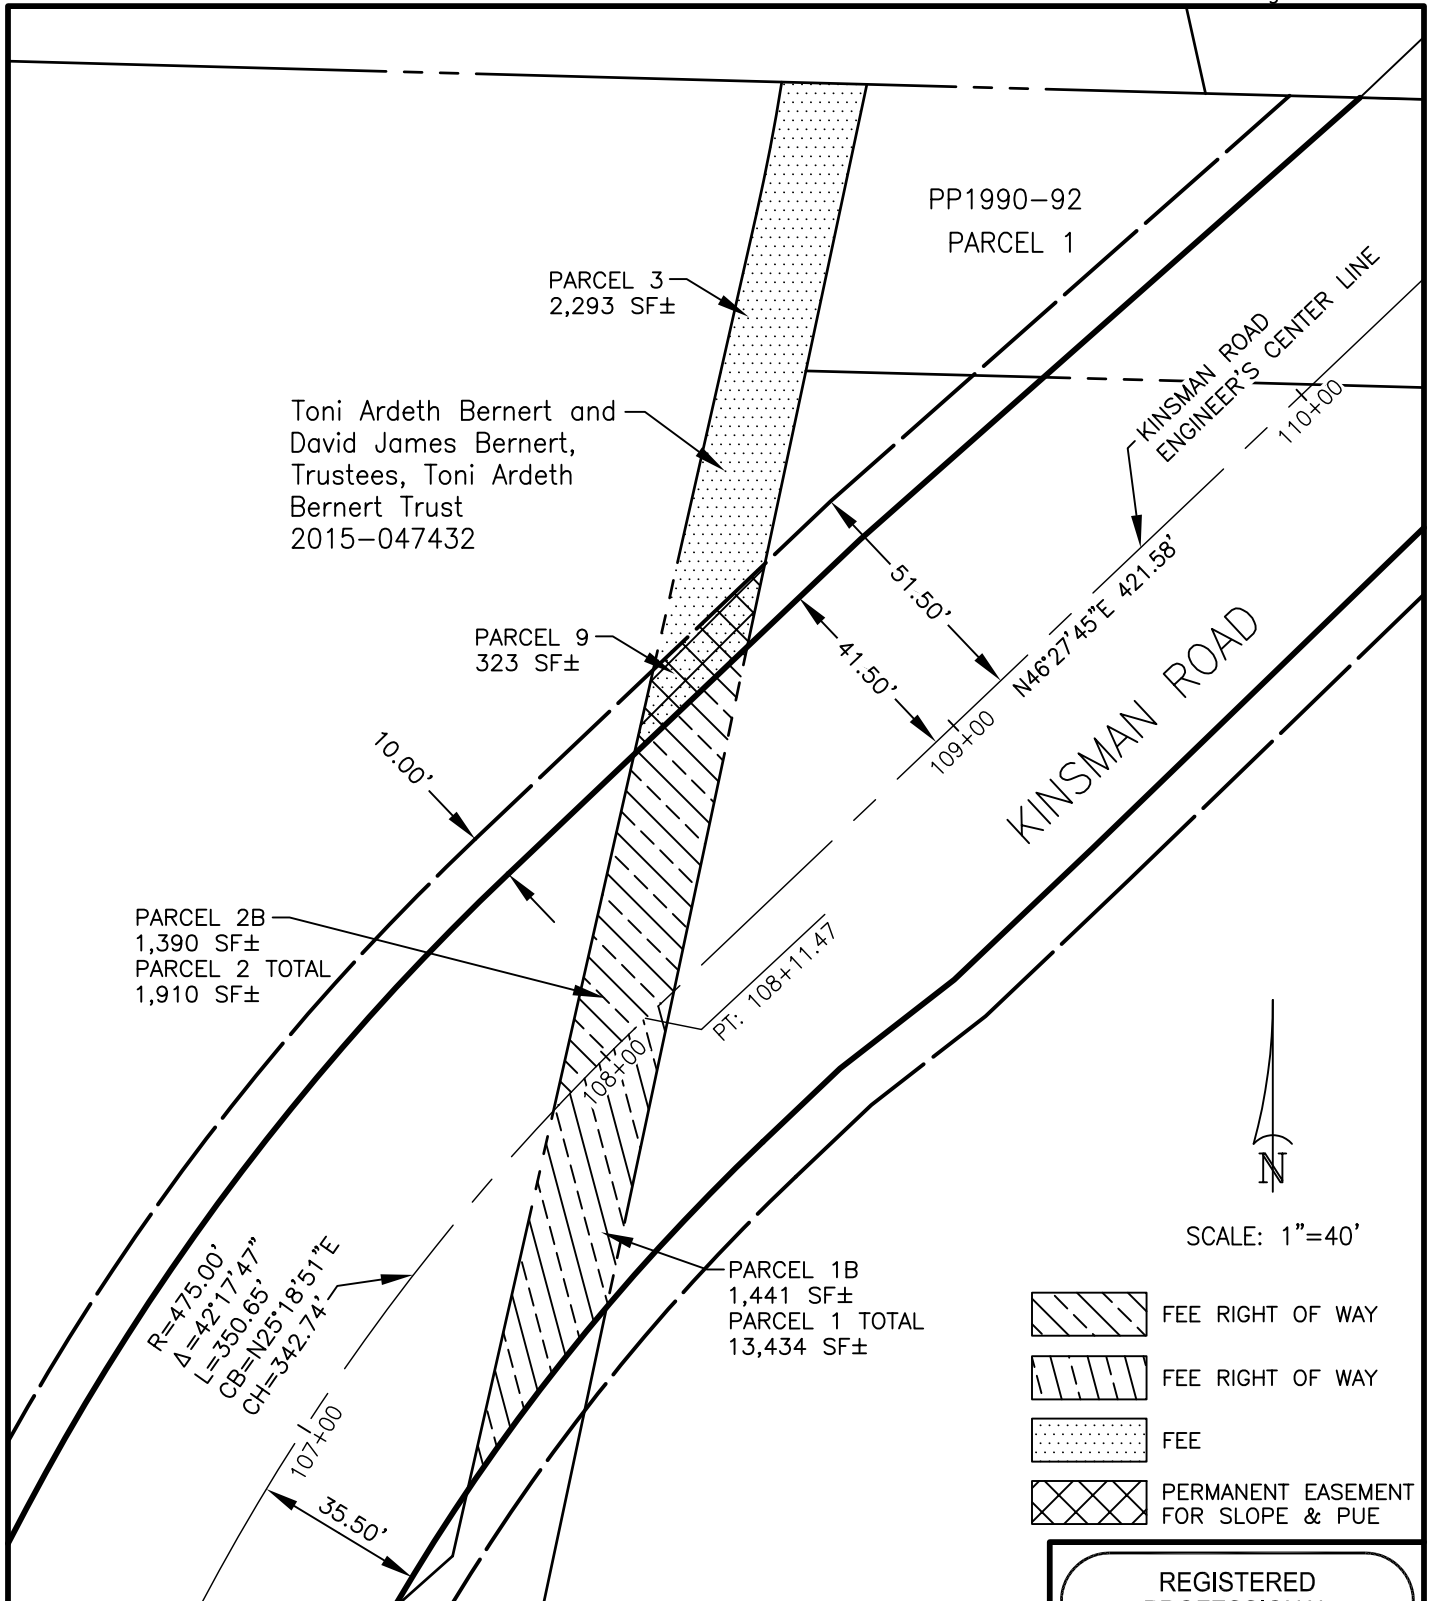 PP1990-92
PARCEL 1
PARCEL 3
2,293 SF±
KINSMAN ROAD
ENGINEER'S CENTER LINE
110+00
Toni Ardeth Bernert and
David James Bernert,
Trustees, Toni Ardeth
Bernert Trust
2015-047432
51.50'
41.50'
N46°27'45"E 421.58'
PARCEL 9
323 SF±
109+00
KINSMAN ROAD
10.00'
PARCEL 2B
1,390 SF±
PARCEL 2 TOTAL
1,910 SF±
PT: 108+11.47
108+00
N
SCALE: 1"=40'
R=475.00'
Δ=42°17'47"
L=350.65'
CB=N25°18'51"E
CH=342.74'
PARCEL 1B
1,441 SF±
PARCEL 1 TOTAL
13,434 SF±
107+00
35.50'
FEE RIGHT OF WAY
FEE RIGHT OF WAY
FEE
PERMANENT EASEMENT
FOR SLOPE & PUE
REGISTERED